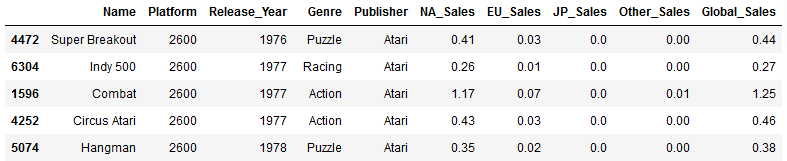 Name Platform Release_Year Genre Publisher NA_Sales EU_Sales JP_Sales Other_Sales Global_Sales
4472 Super Breakout 2600 1976 Puzzle Atari 0.41 0.03 0.0 0.00 0.44
6304 Indy 500 2600 1977 Racing Atari 0.26 0.01 0.0 0.00 0.27
1596 Combat 2600 1977 Action Atari 1.17 0.07 0.0 0.01 1.25
4252 Circus Atari 2600 1977 Action Atari 0.43 0.03 0.0 0.00 0.46
5074 Hangman 2600 1978 Puzzle Atari 0.35 0.02 0.0 0.00 0.38